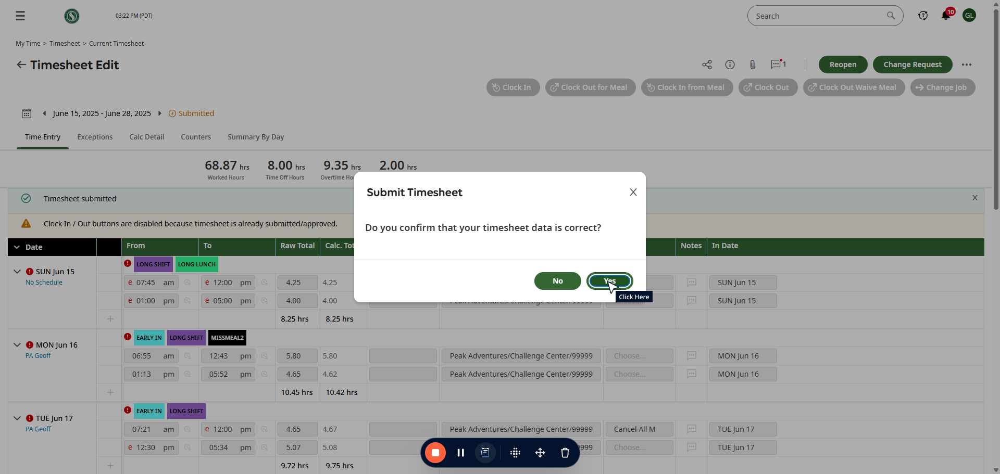 03:22 PM (PDT)
Search
10
GL
My Time > Timesheet > Current Timesheet
Timesheet Edit
1
Reopen
Change Request
Clock In
Clock Out for Meal
Clock In from Meal
Clock Out
Clock Out Waive Meal
Change Job
June 15, 2025 - June 28, 2025
Submitted
Time Entry
Exceptions
Calc Detail
Counters
Summary By Day
68.87 hrs
Worked Hours
8.00 hrs
Time Off Hours
9.35 hrs
Overtime Ho
2.00 hrs
Timesheet submitted
X
Clock In / Out buttons are disabled because timesheet is already submitted/approved.
Submit Timesheet
X
Do you confirm that your timesheet data is correct?
No
Yes
Click Here
Date From To Raw Total Calc. Tot Notes In Date
SUN Jun 15
No Schedule
LONG SHIFT LONG LUNCH
e 07:45 am e 12:00 pm 4.25 4.25 SUN Jun 15
e 01:00 pm e 05:00 pm 4.00 4.00 Peak Adventures/Challenge Center/99999 SUN Jun 15
8.25 hrs 8.25 hrs
MON Jun 16
PA Geoff
EARLY IN LONG SHIFT MISSMEAL2
06:55 am 12:43 pm 5.80 5.80 Peak Adventures/Challenge Center/99999 Choose... MON Jun 16
01:13 pm 05:52 pm 4.65 4.62 Peak Adventures/Challenge Center/99999 Choose... MON Jun 16
10.45 hrs 10.42 hrs
TUE Jun 17
PA Geoff
EARLY IN LONG SHIFT
07:21 am e 12:00 pm 4.65 4.67 Peak Adventures/Challenge Center/99999 Cancel All M TUE Jun 17
e 12:30 pm 05:34 pm 5.07 5.08 999 Choose... TUE Jun 17
9.72 hrs 9.75 hrs